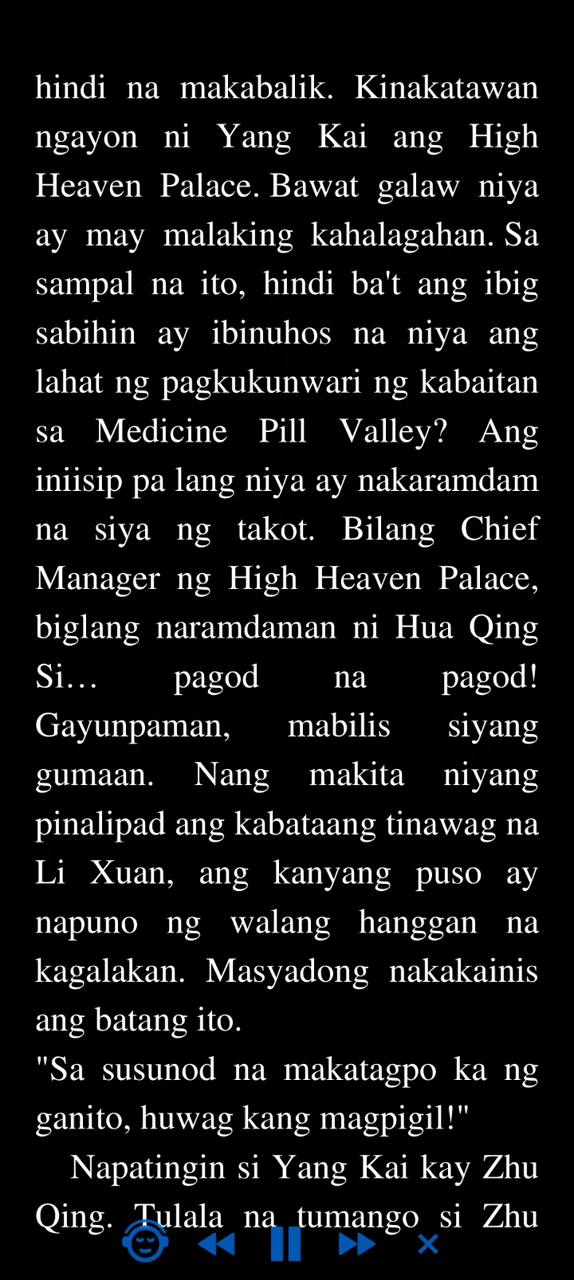 hindi na makabalik. Kinakatawan
ngayon ni Yang Kai ang High
Heaven Palace. Bawat galaw niya
ay may malaking kahalagahan. Sa
sampal na ito, hindi ba't ang ibig
sabihin ay ibinuhos na niya ang
lahat ng pagkukunwari ng kabaitan
sa Medicine Pill Valley? Ang
iniisip pa lang niya ay nakaramdam
na siya ng takot. Bilang Chief
Manager ng High Heaven Palace,
biglang naramdaman ni Hua Qing
Si… pagod na pagod!
Gayunpaman, mabilis siyang
gumaan. Nang makita niyang
pinalipad ang kabataang tinawag na
Li Xuan, ang kanyang puso ay
napuno ng walang hanggan na
kagalakan. Masyadong nakakainis
ang batang ito.
"Sa susunod na makatagpo ka ng
ganito, huwag kang magpigil!"
Napatingin si Yang Kai kay Zhu
Qing. Tulala na tumango si Zhu